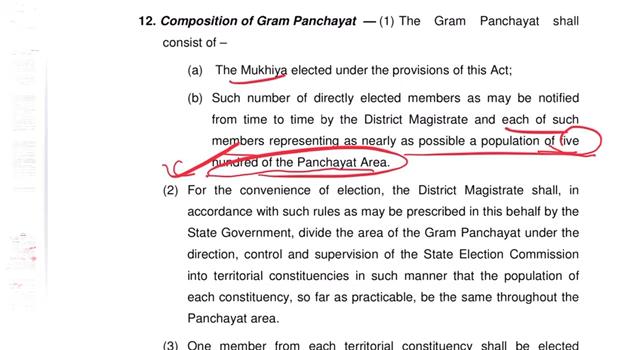 12. Composition of Gram Panchayat — (1) The Gram Panchayat shall
consist of –
(a) The Mukhiya elected under the provisions of this Act;
(b) Such number of directly elected members as may be notified
from time to time by the District Magistrate and each of such
members representing as nearly as possible a population of five
hundred of the Panchayat Area.
(2) For the convenience of election, the District Magistrate shall, in
accordance with such rules as may be prescribed in this behalf by the
State Government, divide the area of the Gram Panchayat under the
direction, control and supervision of the State Election Commission
into territorial constituencies in such manner that the population of
each constituency, so far as practicable, be the same throughout the
Panchayat area.
(3) One member from each territorial constituency shall be elected